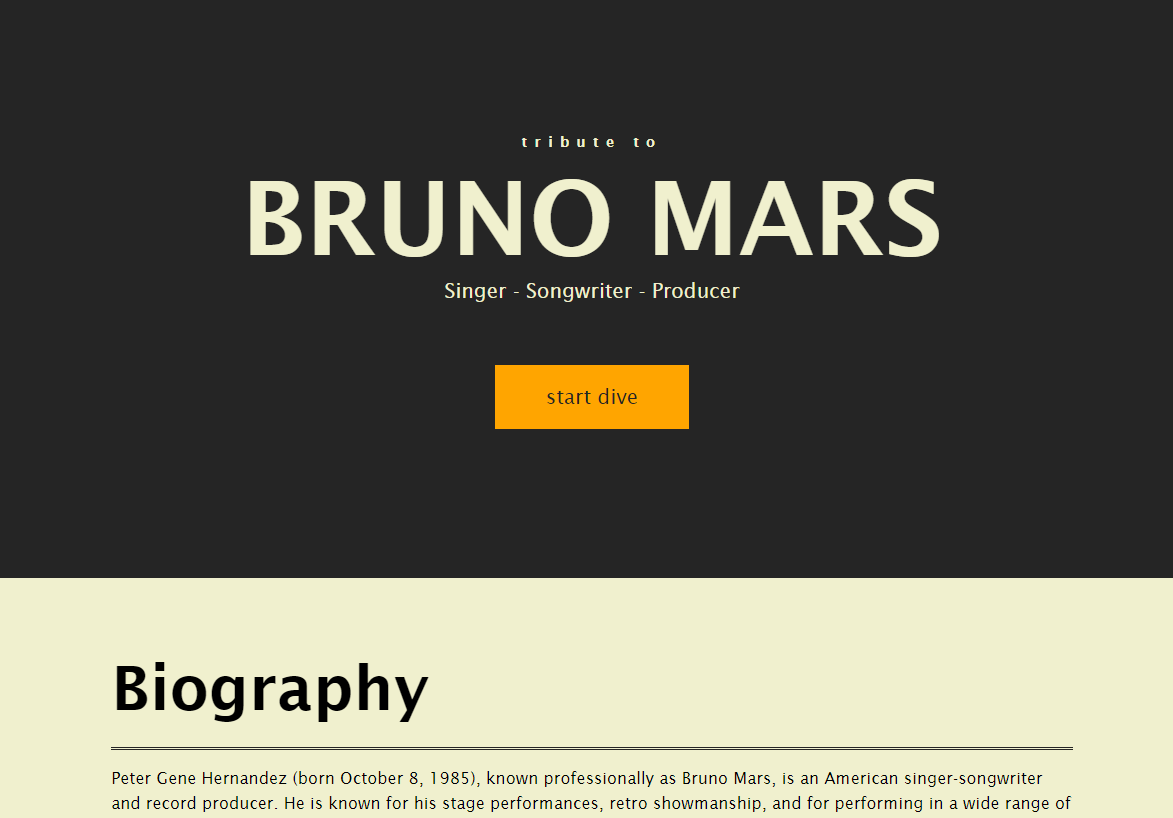 tribute to
BRUNO MARS
Singer - Songwriter - Producer
start dive
Biography
Peter Gene Hernandez (born October 8, 1985), known professionally as Bruno Mars, is an American singer-songwriter
and record producer. He is known for his stage performances, retro showmanship, and for performing in a wide range of